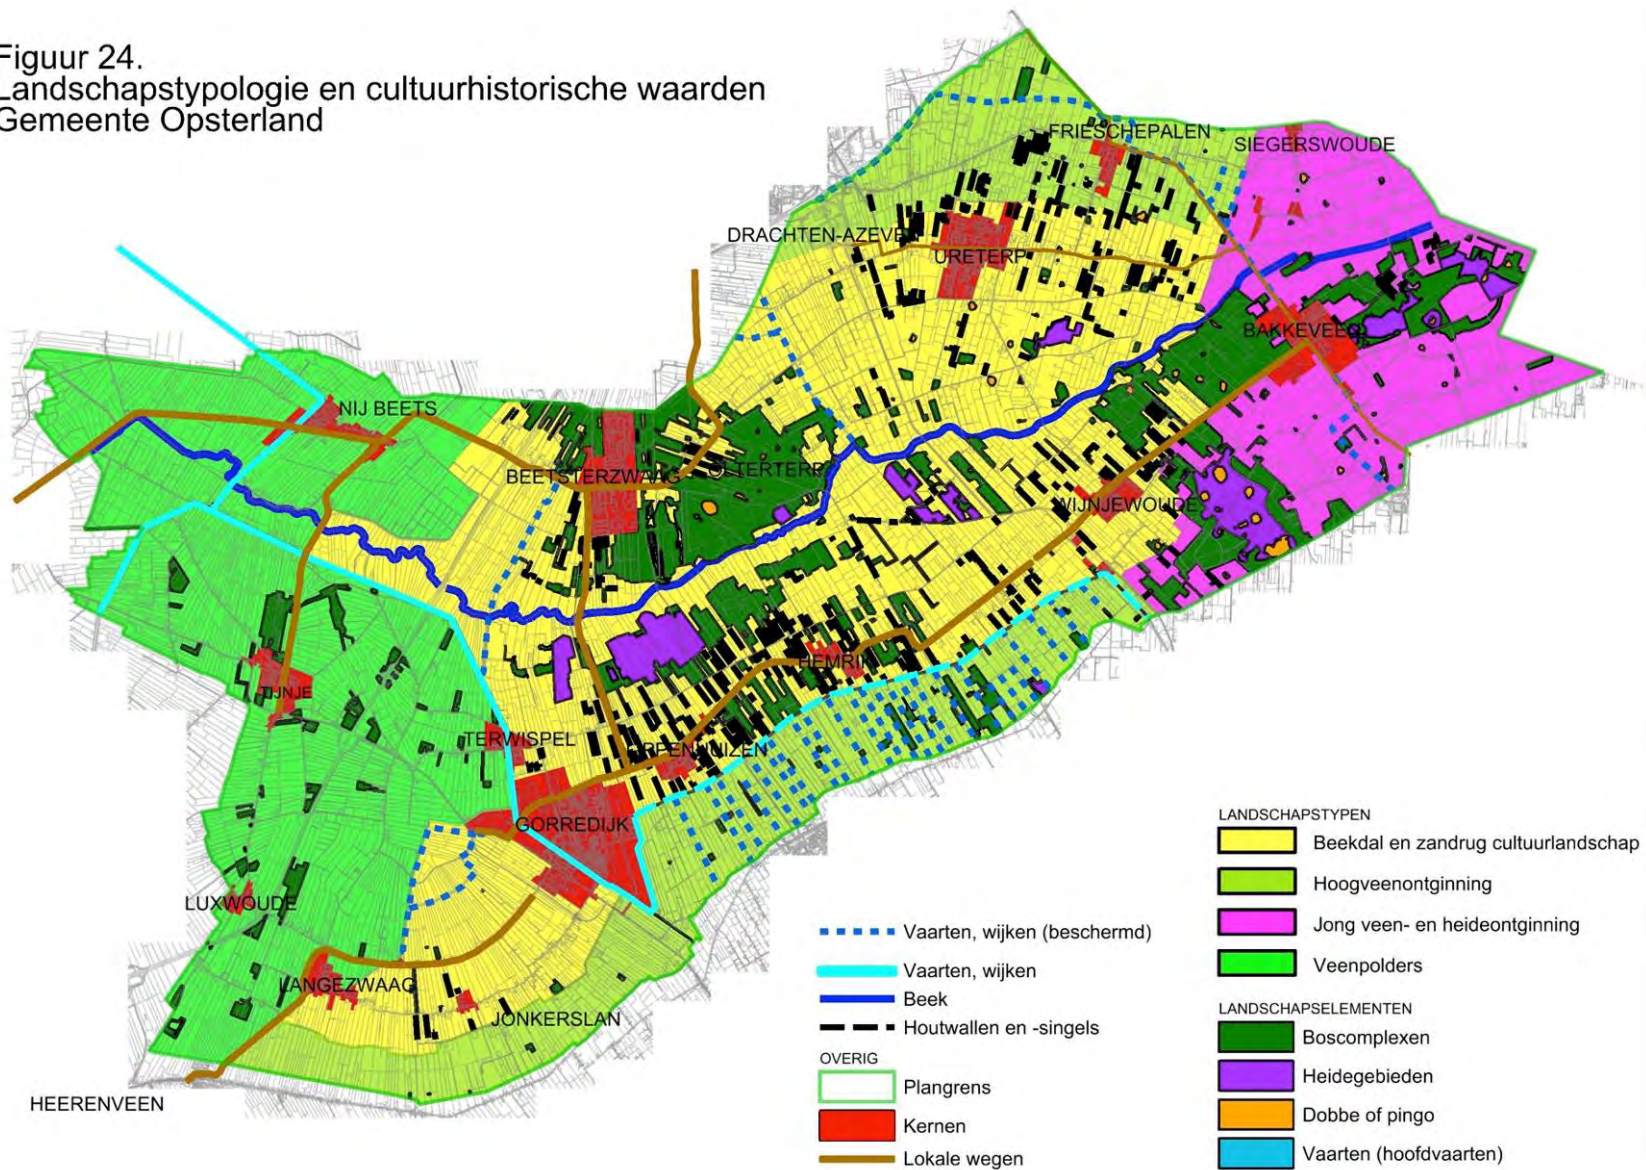 Figuur 24.
Landschapstypologie en cultuurhistorische waarden
Gemeente Opsterland
FRIESCHEPALEN
SIEGERSWOUDE
DRACHTEN-AZEVE
URETERP
BAKKEVEEN
NIJ BEETS
BEETSTERZWAAG
OLTERTERP
WIJNJEWOUDE
HEMRIK
TIJNJE
TERWISPEL
LIPPENHUIZEN
GORREDIJK
LUXWOUDE
LANGEZWAAG
JONKERSLAN
HEERENVEEN
Vaarten, wijken (beschermd)
Vaarten, wijken
Beek
Houtwallen en -singels
OVERIG
Plangrens
Kernen
Lokale wegen
LANDSCHAPSTYPEN
Beekdal en zandrug cultuurlandschap
Hoogveenontginning
Jong veen- en heideontginning
Veenpolders
LANDSCHAPSELEMENTEN
Boscomplexen
Heidegebieden
Dobbe of pingo
Vaarten (hoofdvaarten)